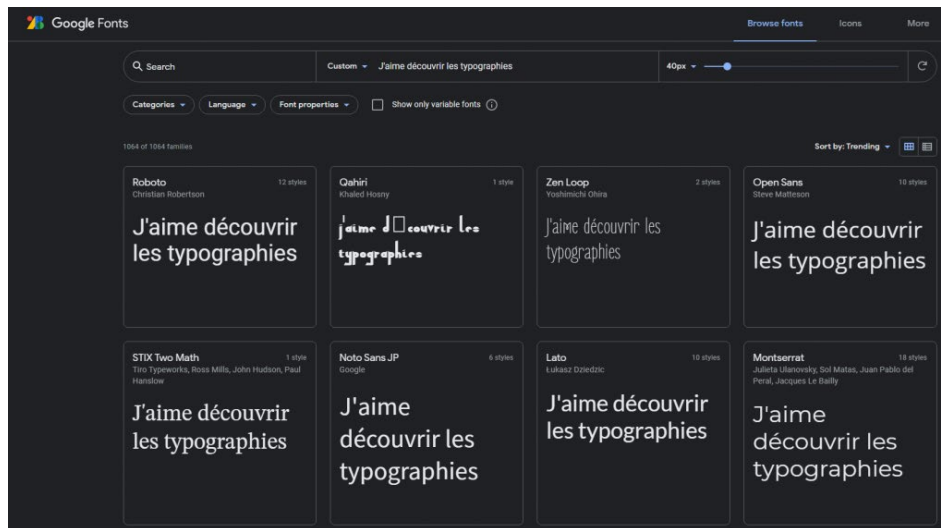 Google Fonts
Browse fonts
Icons
More
Search
Custom
J'aime découvrir les typographies
40px
Categories
Language
Font properties
Show only variable fonts
1064 of 1064 families
Sort by: Trending
Roboto
12 styles
Christian Robertson
J'aime découvrir
les typographies
Qahiri
1 style
Khaled Hosny
j'aime d□couvrir les
typographies
Zen Loop
2 styles
Yoshimichi Ohira
J'aime découvrir les
typographies
Open Sans
10 styles
Steve Matteson
J'aime découvrir
les typographies
STIX Two Math
1 style
Tiro Typeworks, Ross Mills, John Hudson, Paul
Hanslow
J'aime découvrir
les typographies
Noto Sans JP
6 styles
Google
J'aime
découvrir les
typographies
Lato
10 styles
Łukasz Dziedzic
J'aime découvrir
les typographies
Montserrat
18 styles
Julieta Ulanovsky, Sol Matas, Juan Pablo del
Peral, Jacques Le Bailly
J'aime
découvrir les
typographies